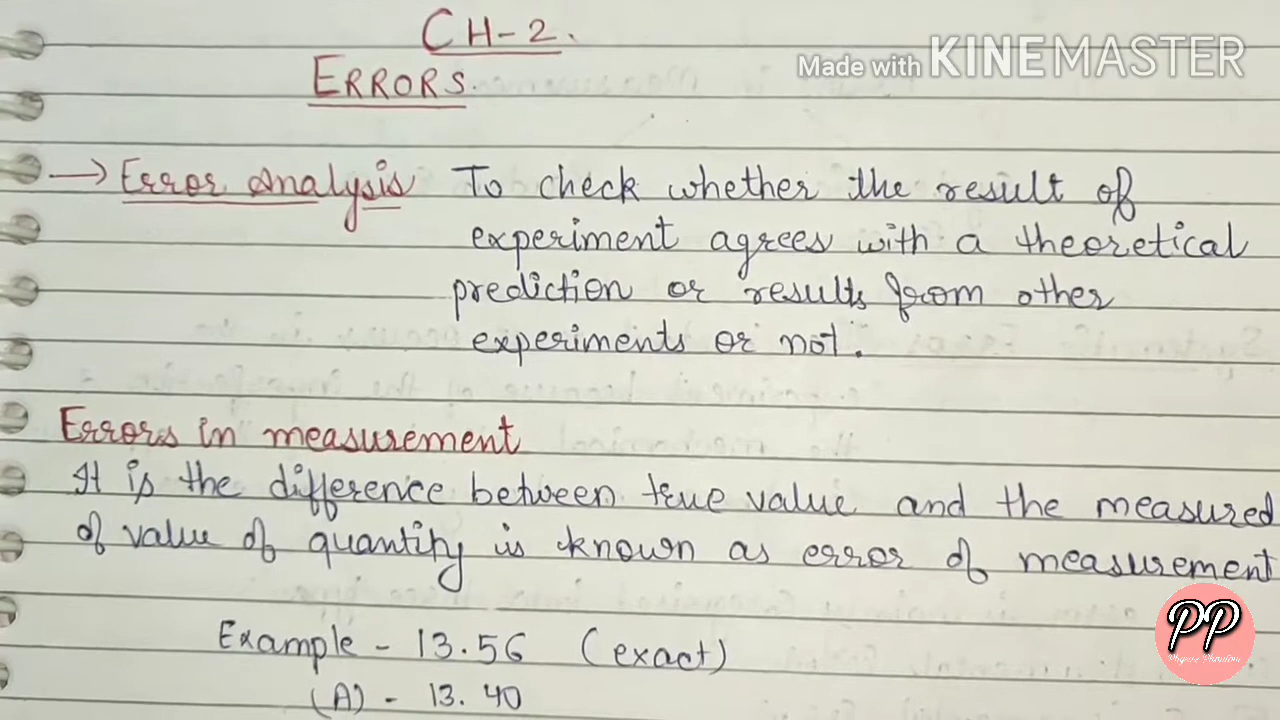 CH-2.
Made with KINEMASTER
ERRORS.
→ Error analysis To check whether the result of
experiment agrees with a theoretical
prediction or results from other
experiments or not.
Errors in measurement
It is the difference between true value and the measured
of value of quantity is known as error of measurement
Example - 13.56 (exact)
(A) - 13.40
PP